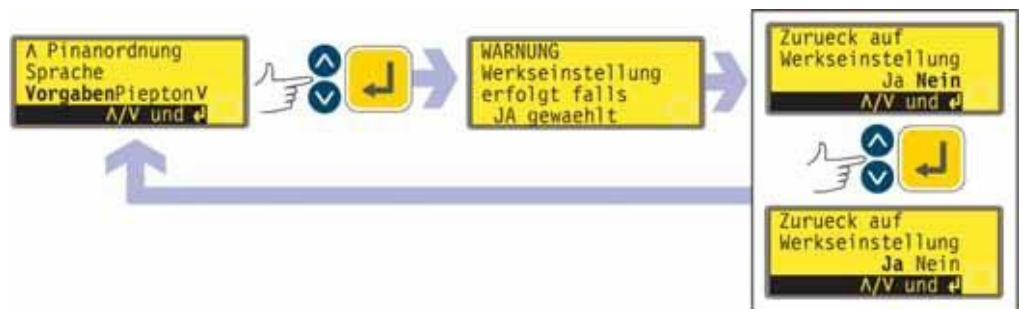 Λ Pinanordnung
Sprache
VorgabenPieptonV
Λ/V und ↵
WARNUNG
Werkseinstellung
erfolgt falls
JA gewaehlt
Zurueck auf
Werkseinstellung
Ja Nein
Λ/V und ↵
Zurueck auf
Werkseinstellung
Ja Nein
Λ/V und ↵